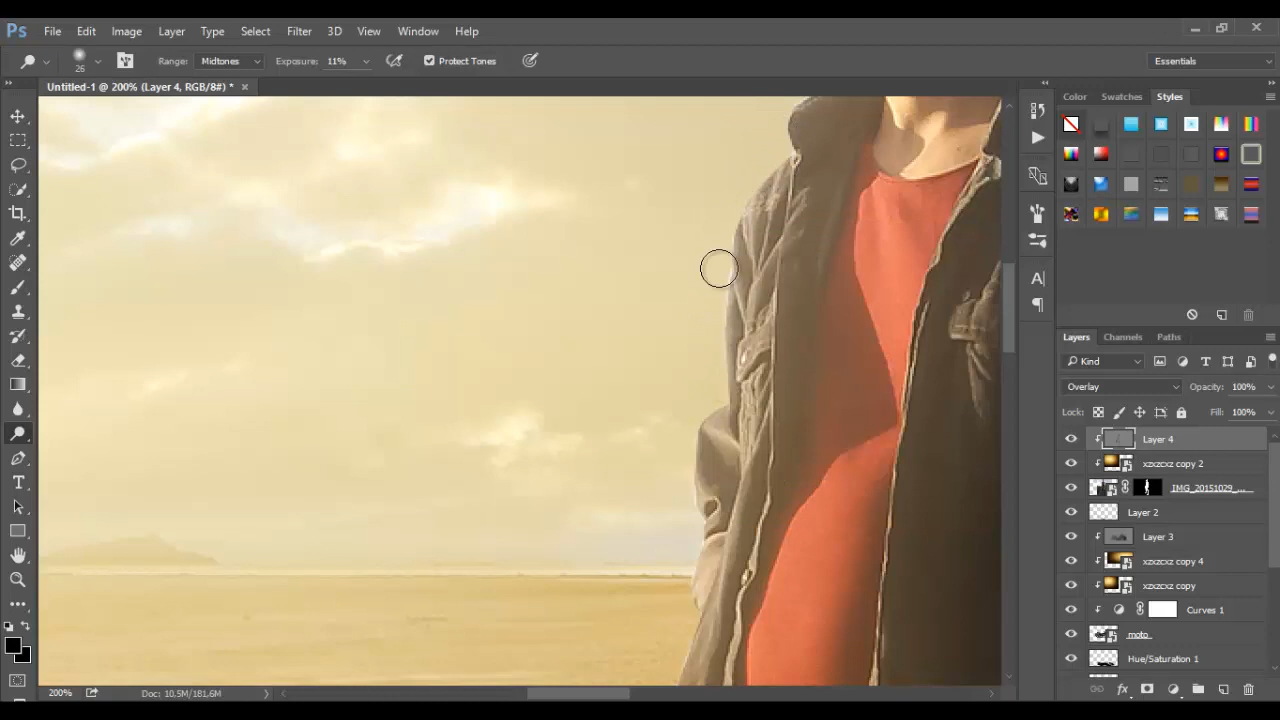 Ps File Edit Image Layer Type Select Filter 3D View Window Help
26 Range: Midtones Exposure: 11% Protect Tones Essentials
Untitled-1 @ 200% (Layer 4, RGB/8#) *
Color Swatches Styles
Layers Channels Paths
Kind
Overlay Opacity: 100%
Lock: Fill: 100%
Layer 4
xzxzcxz copy 2
IMG_20151029_...
Layer 2
Layer 3
xzxzcxz copy 4
xzxzcxz copy
Curves 1
moto
Hue/Saturation 1
200% Doc: 10,5M/181,6M